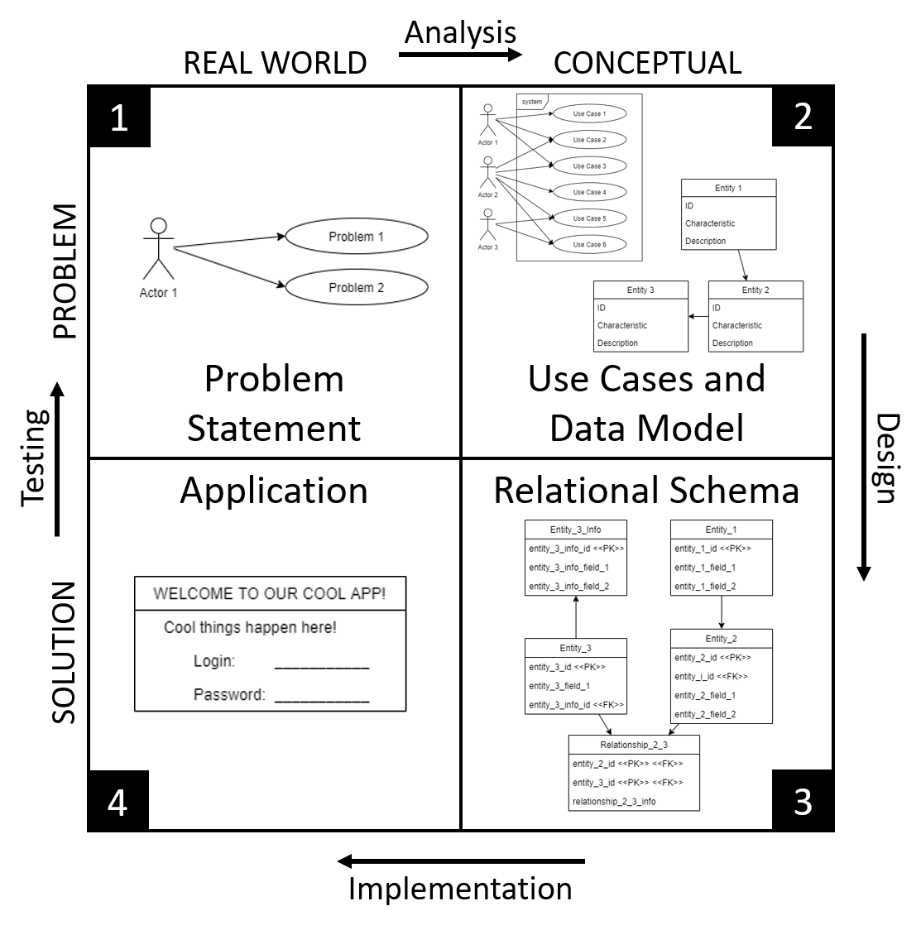 Analysis
REAL WORLD
CONCEPTUAL
1
Actor 1
Problem 1
Problem 2
Problem
Statement
2
system
Actor 1
Actor 2
Actor 3
Use Case 1
Use Case 2
Use Case 3
Use Case 4
Use Case 5
Use Case 6
Entity 1
ID
Characteristic
Description
Entity 3
ID
Characteristic
Description
Entity 2
ID
Characteristic
Description
Use Cases and
Data Model
PROBLEM
Testing
SOLUTION
Design
Application
WELCOME TO OUR COOL APP!
Cool things happen here!
Login: ___________
Password: ___________
4
Relational Schema
Entity_3_Info
entity_3_info_id <<PK>>
entity_3_info_field_1
entity_3_info_field_2
Entity_1
entity_1_id <<PK>>
entity_1_field_1
entity_1_field_2
Entity_3
entity_3_id <<PK>>
entity_3_field_1
entity_3_info_id <<FK>>
Entity_2
entity_2_id <<PK>>
entity_i_id <<FK>>
entity_2_field_1
entity_2_field_2
Relationship_2_3
entity_2_id <<PK>> <<FK>>
entity_3_id <<PK>> <<FK>>
relationship_2_3_info
3
Implementation